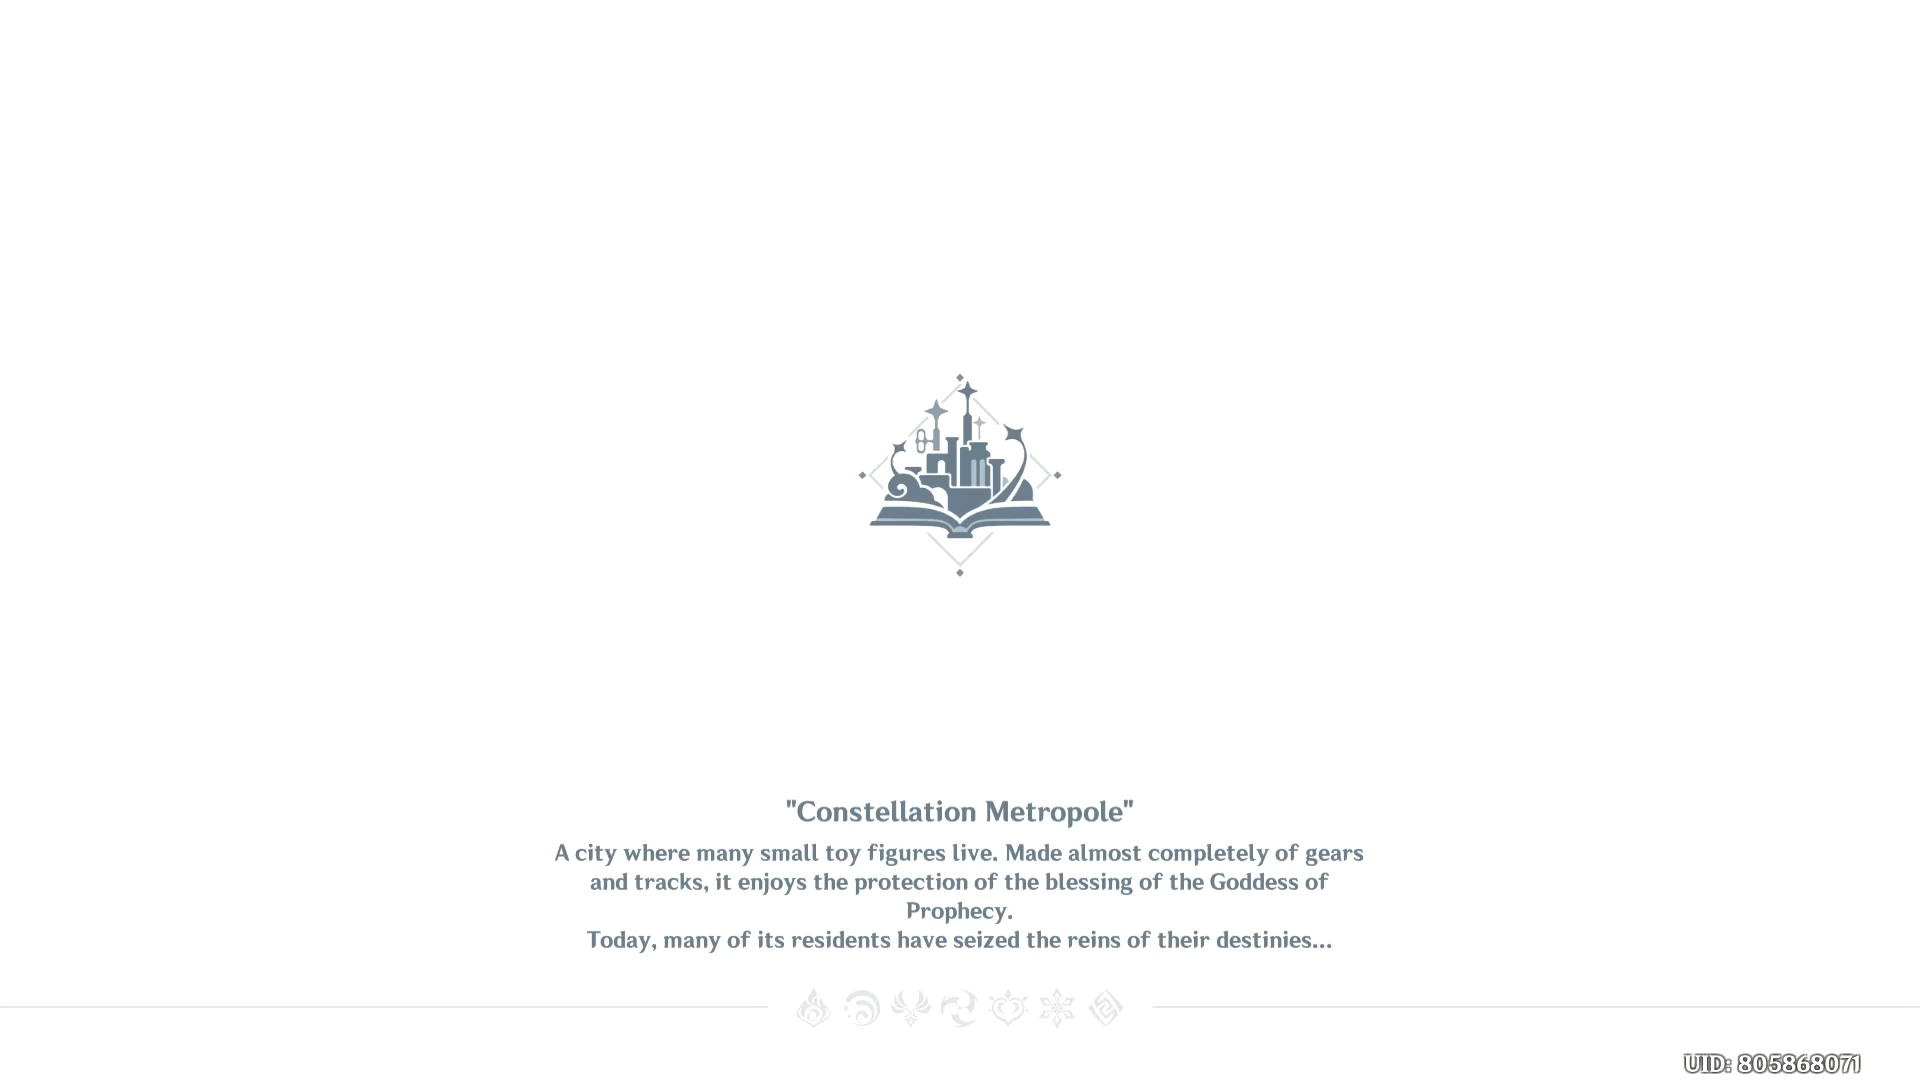 "Constellation Metropole"
A city where many small toy figures live. Made almost completely of gears
and tracks, it enjoys the protection of the blessing of the Goddess of
Prophecy.
Today, many of its residents have seized the reins of their destinies...
UID: 805868071